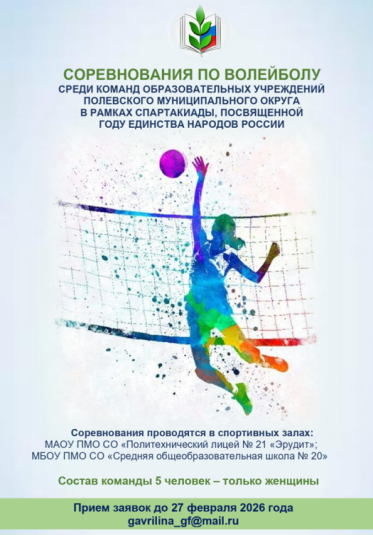 СОРЕВНОВАНИЯ ПО ВОЛЕЙБОЛУ
СРЕДИ КОМАНД ОБРАЗОВАТЕЛЬНЫХ УЧРЕЖДЕНИЙ
ПОЛЕВСКОГО МУНИЦИПАЛЬНОГО ОКРУГА
В РАМКАХ СПАРТАКИАДЫ, ПОСВЯЩЕННОЙ
ГОДУ ЕДИНСТВА НАРОДОВ РОССИИ
Соревнования проводятся в спортивных залах:
МАОУ ПМО СО «Политехнический лицей № 21 «Эрудит»;
МБОУ ПМО СО «Средняя общеобразовательная школа № 20»
Состав команды 5 человек – только женщины
Прием заявок до 27 февраля 2026 года
gavrilina_gf@mail.ru